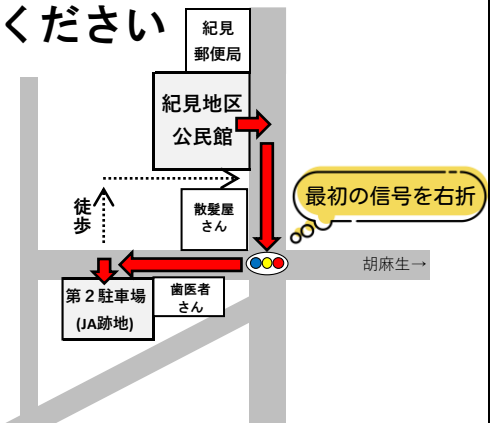 ください
紀見
郵便局
紀見地区
公民館
徒歩
散髪屋
さん
最初の信号を右折
胡麻生→
第２駐車場
(JA跡地)
歯医者
さん